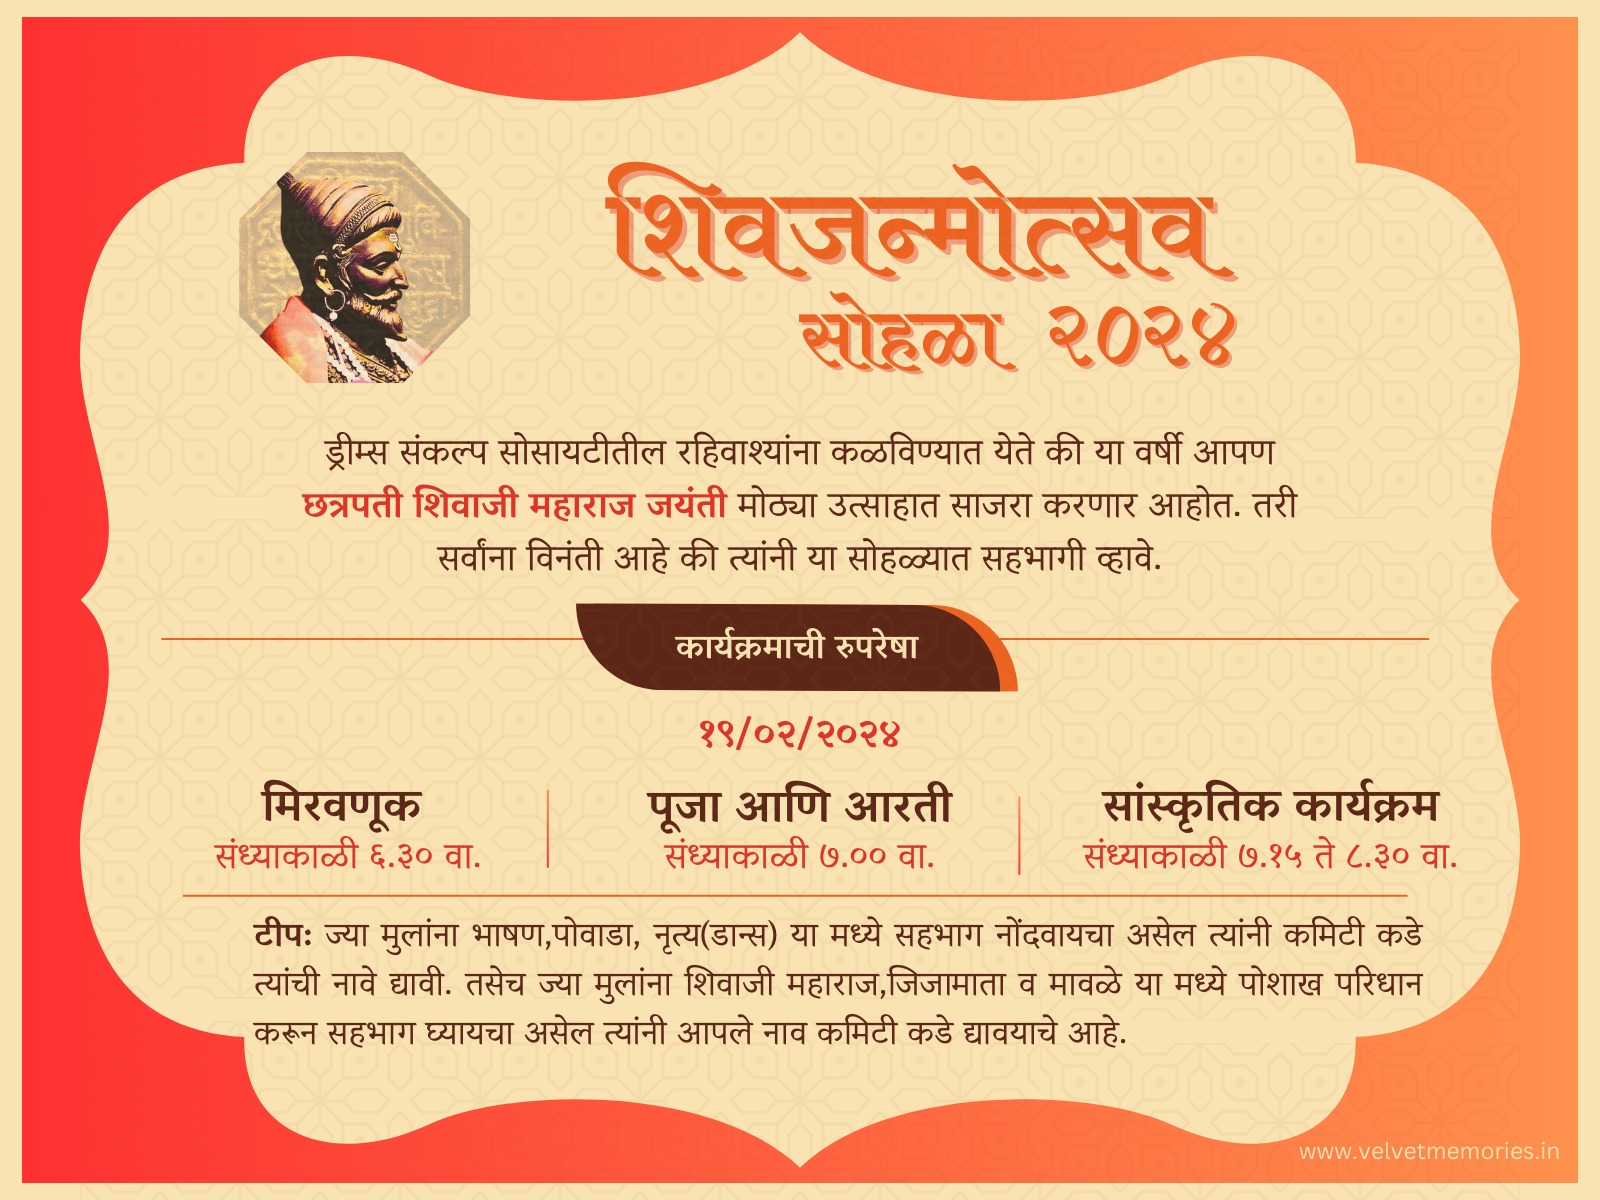 शिवजन्मोत्सव
सोहळा २०२४
ड्रीम्स संकल्प सोसायटीतील रहिवाश्यांना कळविण्यात येते की या वर्षी आपण
छत्रपती शिवाजी महाराज जयंती मोठ्या उत्साहात साजरा करणार आहोत. तरी
सर्वांना विनंती आहे की त्यांनी या सोहळ्यात सहभागी व्हावे.
कार्यक्रमाची रुपरेषा
१९/०२/२०२४
मिरवणूक
संध्याकाळी ६.३० वा.
पूजा आणि आरती
संध्याकाळी ७.०० वा.
सांस्कृतिक कार्यक्रम
संध्याकाळी ७.१५ ते ८.३० वा.
टीप: ज्या मुलांना भाषण,पोवाडा, नृत्य(डान्स) या मध्ये सहभाग नोंदवायचा असेल त्यांनी कमिटी कडे
त्यांची नावे द्यावी. तसेच ज्या मुलांना शिवाजी महाराज,जिजामाता व मावळे या मध्ये पोशाख परिधान
करून सहभाग घ्यायचा असेल त्यांनी आपले नाव कमिटी कडे द्यावयाचे आहे.
www.velvetmemories.in